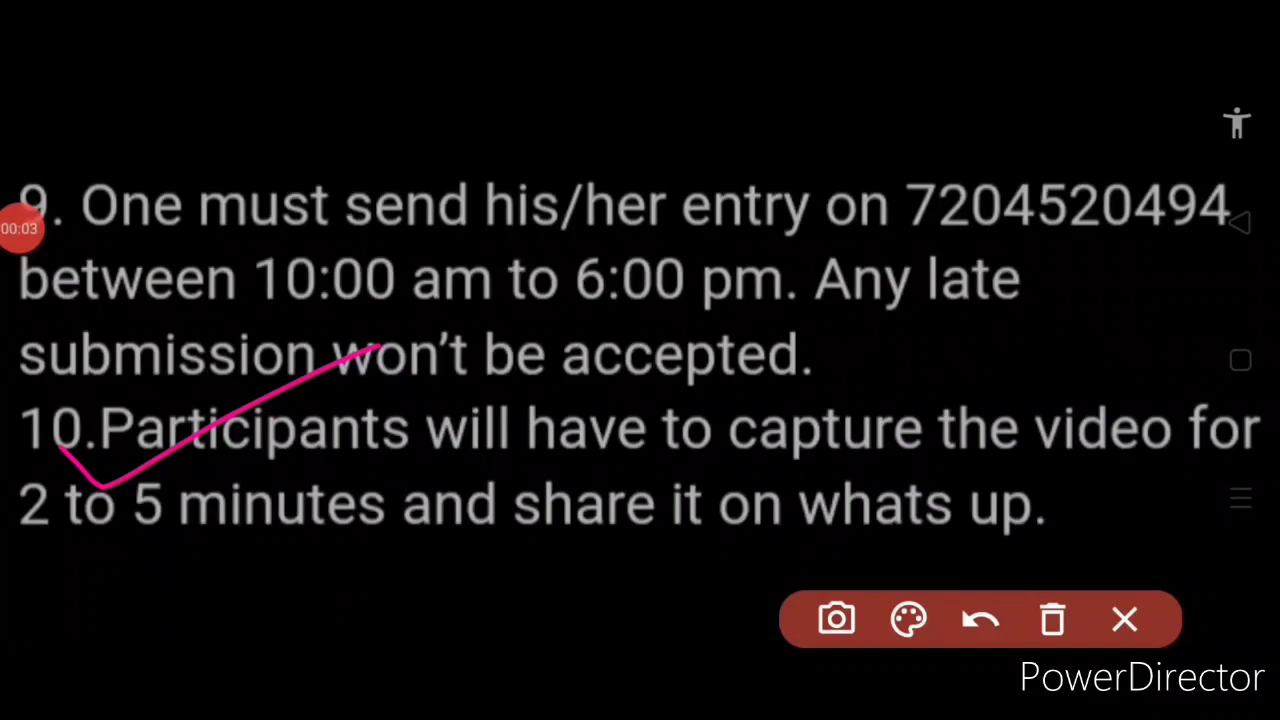 9. One must send his/her entry on 7204520494
00:03
between 10:00 am to 6:00 pm. Any late
submission won’t be accepted.
10.Participants will have to capture the video for
2 to 5 minutes and share it on whats up.
PowerDirector